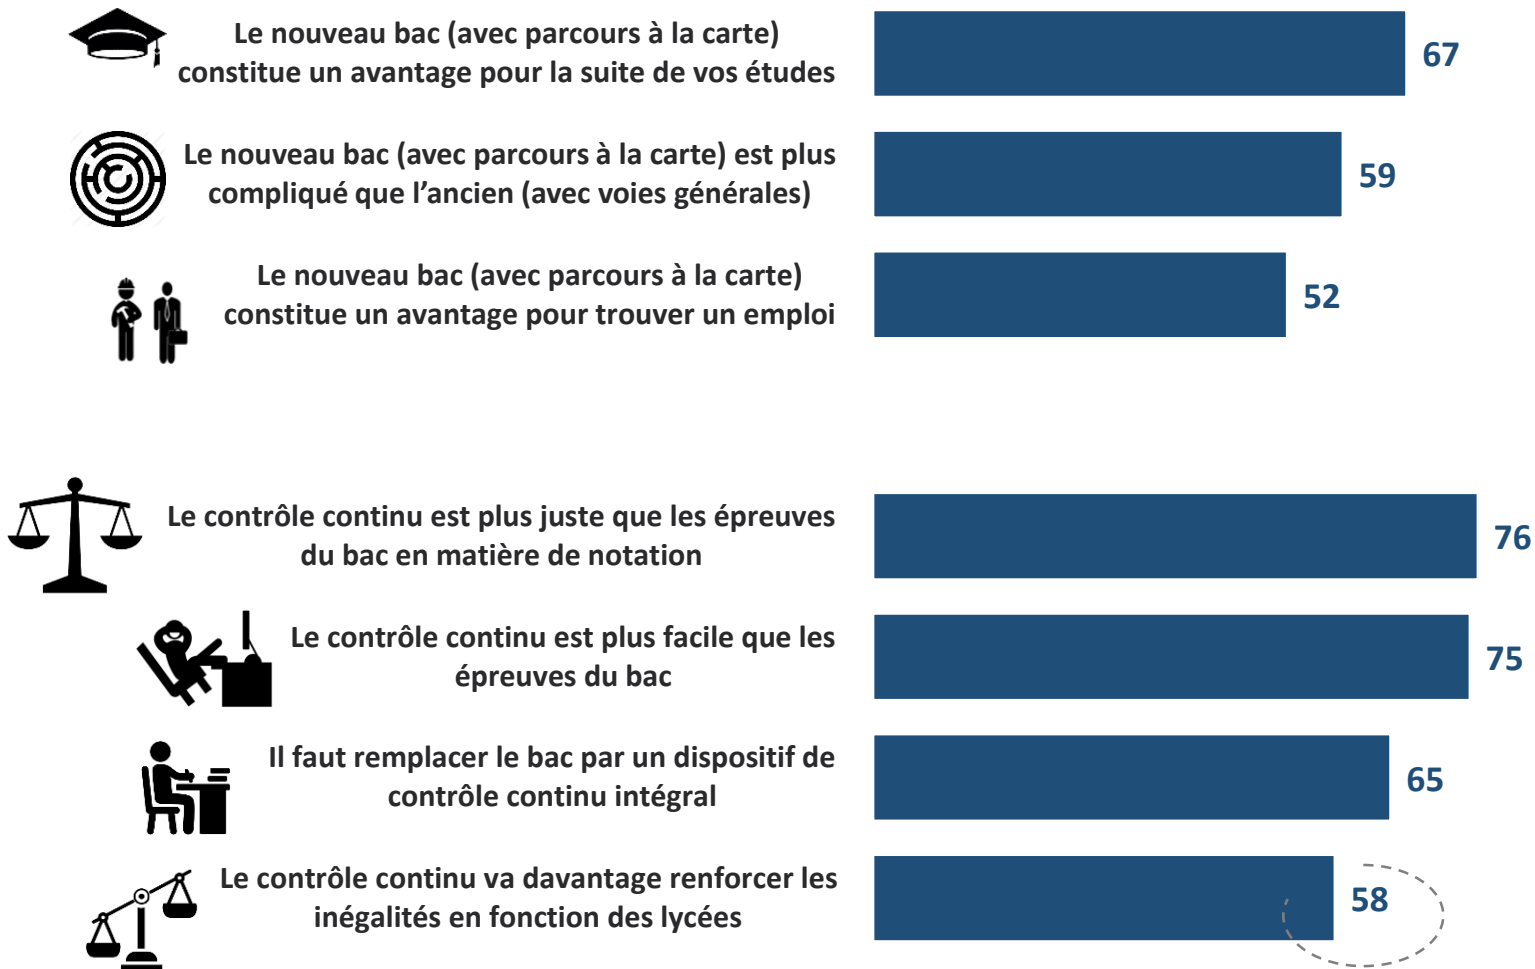 Le nouveau bac (avec parcours à la carte)
constitue un avantage pour la suite de vos études
67
Le nouveau bac (avec parcours à la carte) est plus
compliqué que l’ancien (avec voies générales)
59
Le nouveau bac (avec parcours à la carte)
constitue un avantage pour trouver un emploi
52
Le contrôle continu est plus juste que les épreuves
du bac en matière de notation
76
Le contrôle continu est plus facile que les
épreuves du bac
75
Il faut remplacer le bac par un dispositif de
contrôle continu intégral
65
Le contrôle continu va davantage renforcer les
inégalités en fonction des lycées
58